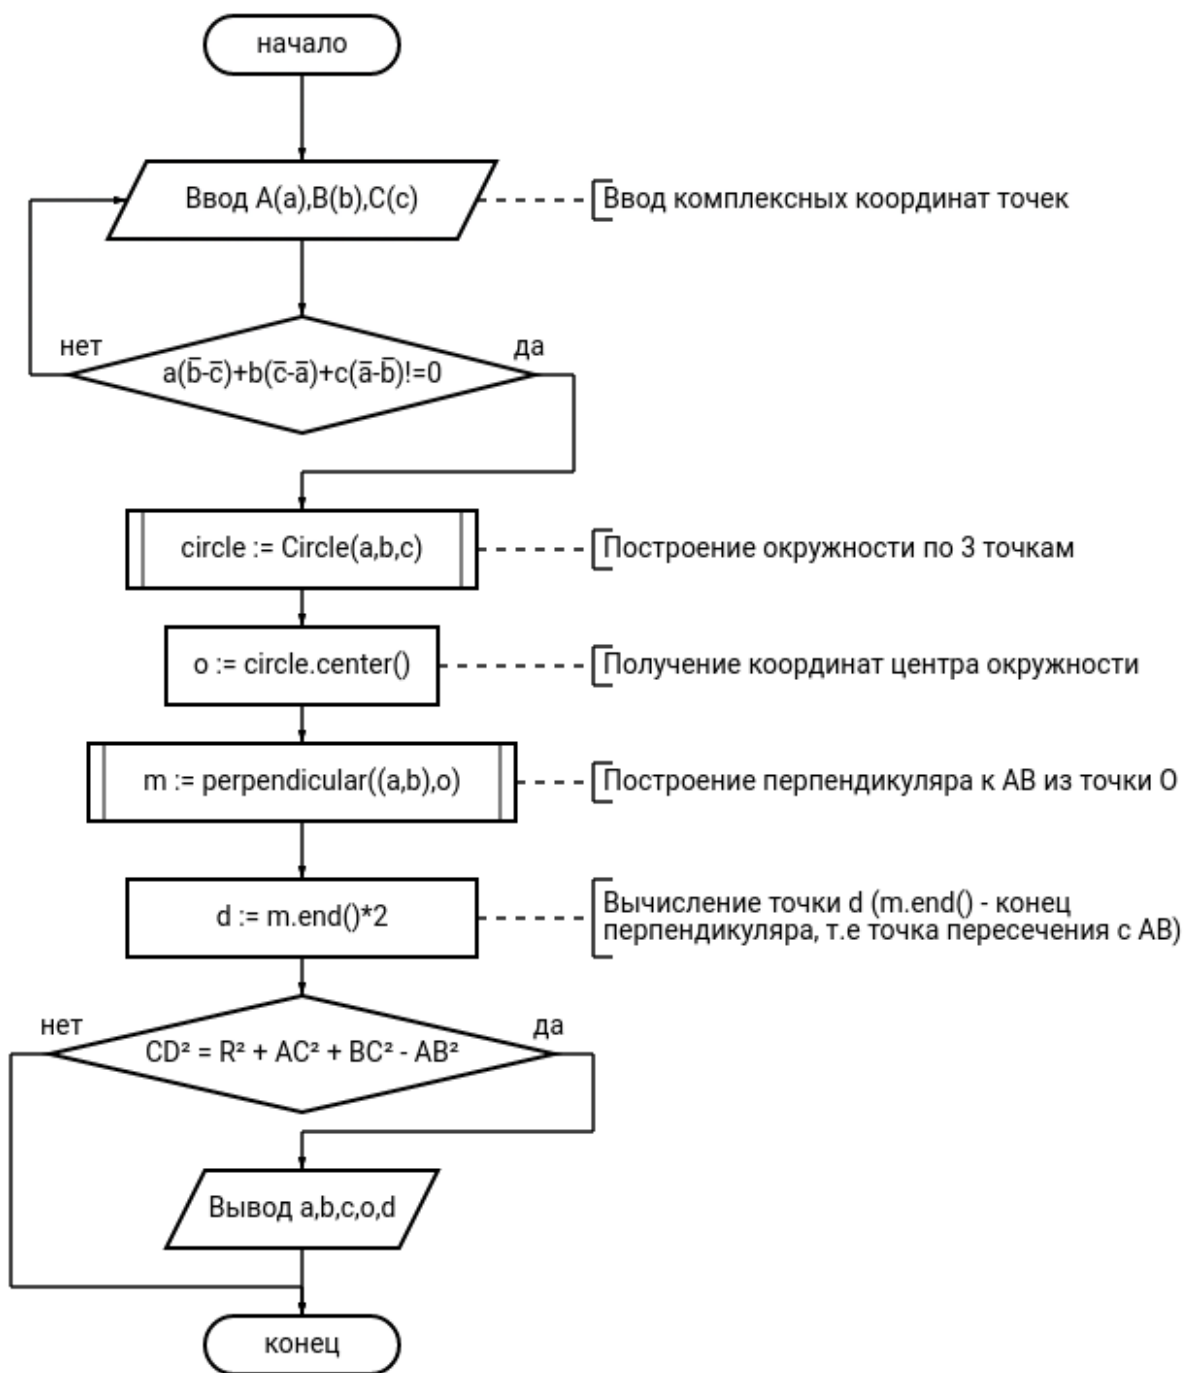 начало
Ввод A(a),B(b),C(c)
Ввод комплексных координат точек
нет
да
a(b̅-c̅)+b(c̅-a̅)+c(a̅-b̅)!=0
circle := Circle(a,b,c)
Построение окружности по 3 точкам
o := circle.center()
Получение координат центра окружности
m := perpendicular((a,b),o)
Построение перпендикуляра к AB из точки O
d := m.end()*2
Вычисление точки d (m.end() - конец
перпендикуляра, т.е точка пересечения с AB)
нет
да
CD² = R² + AC² + BC² - AB²
Вывод a,b,c,o,d
конец